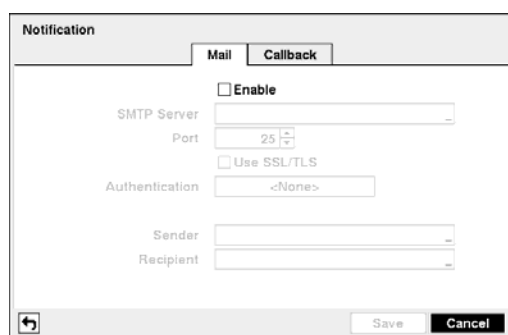 Notification
Mail Callback
Enable
SMTP Server
Port 25
Use SSL/TLS
Authentication <None>
Sender
Recipient
Save Cancel